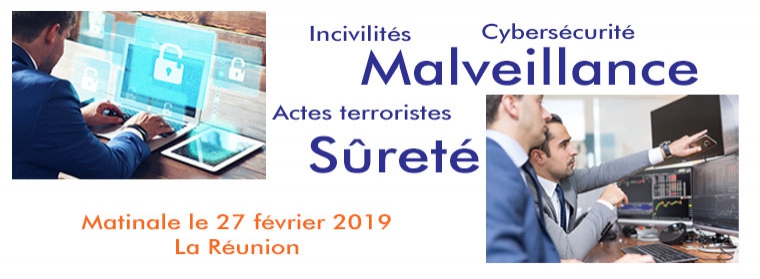 Incivilités
Cybersécurité
Malveillance
Actes terroristes
Sûreté
Matinale le 27 février 2019
La Réunion